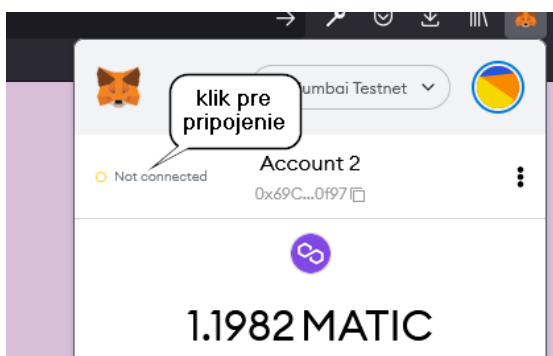 klik pre
pripojenie
umbai Testnet
Not connected
Account 2
0x69C...0f97
1.1982 MATIC